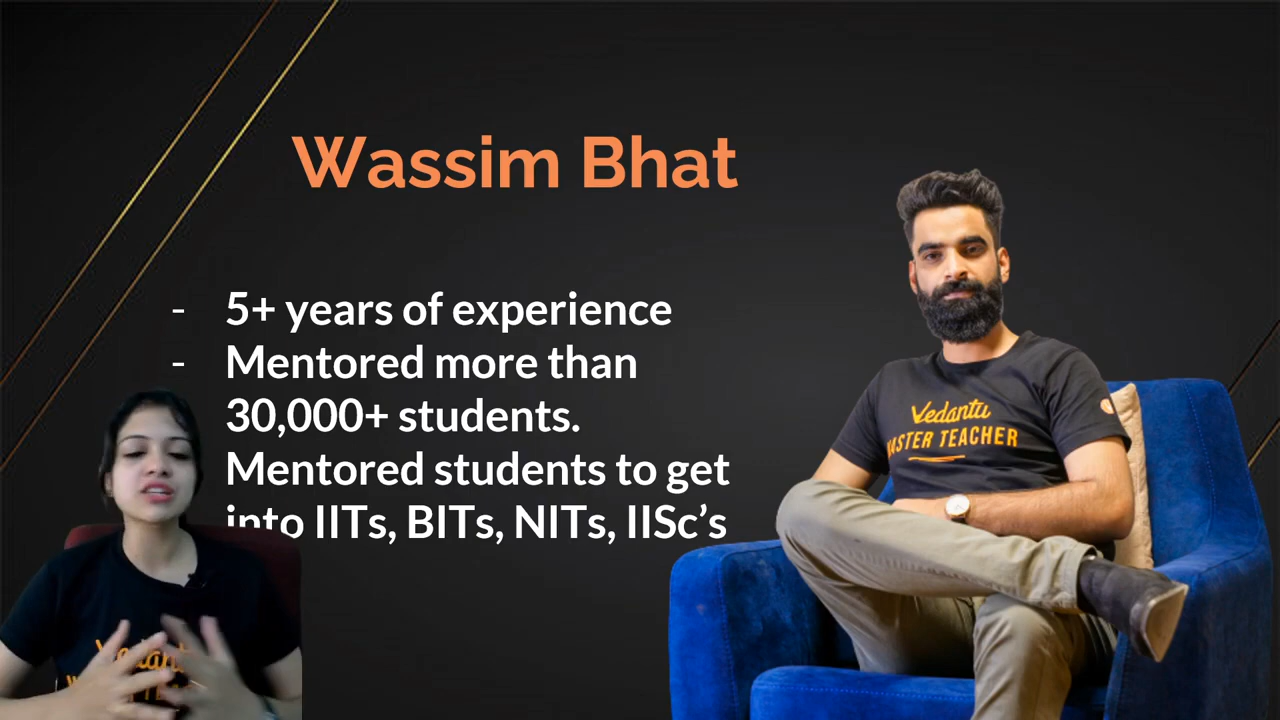 Wassim Bhat
- 5+ years of experience
- Mentored more than
30,000+ students.
Mentored students to get
into IITs, BITs, NITs, IISc’s
Vedantu
MASTER TEACHER
Vedantu